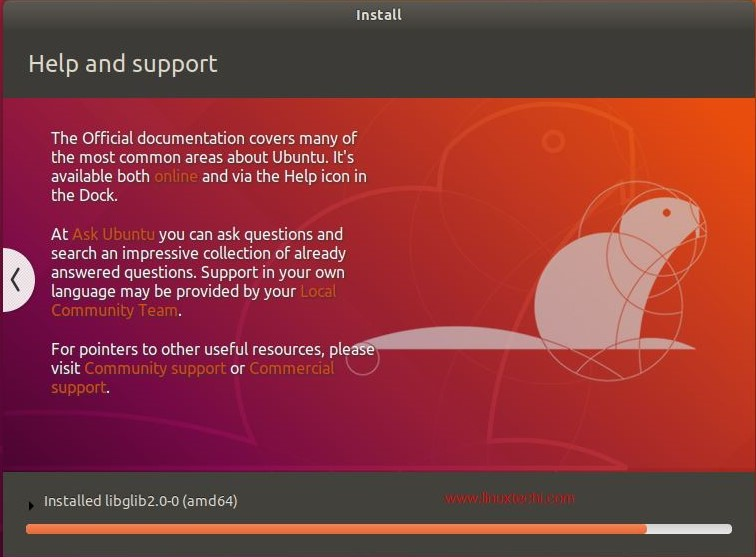 Install
Help and support
The Official documentation covers many of
the most common areas about Ubuntu. It's
available both online and via the Help icon in
the Dock.
At Ask Ubuntu you can ask questions and
search an impressive collection of already
answered questions. Support in your own
language may be provided by your Local
Community Team.
For pointers to other useful resources, please
visit Community support or Commercial
support.
Installed libglib2.0-0 (amd64)
www.linuxtechi.com